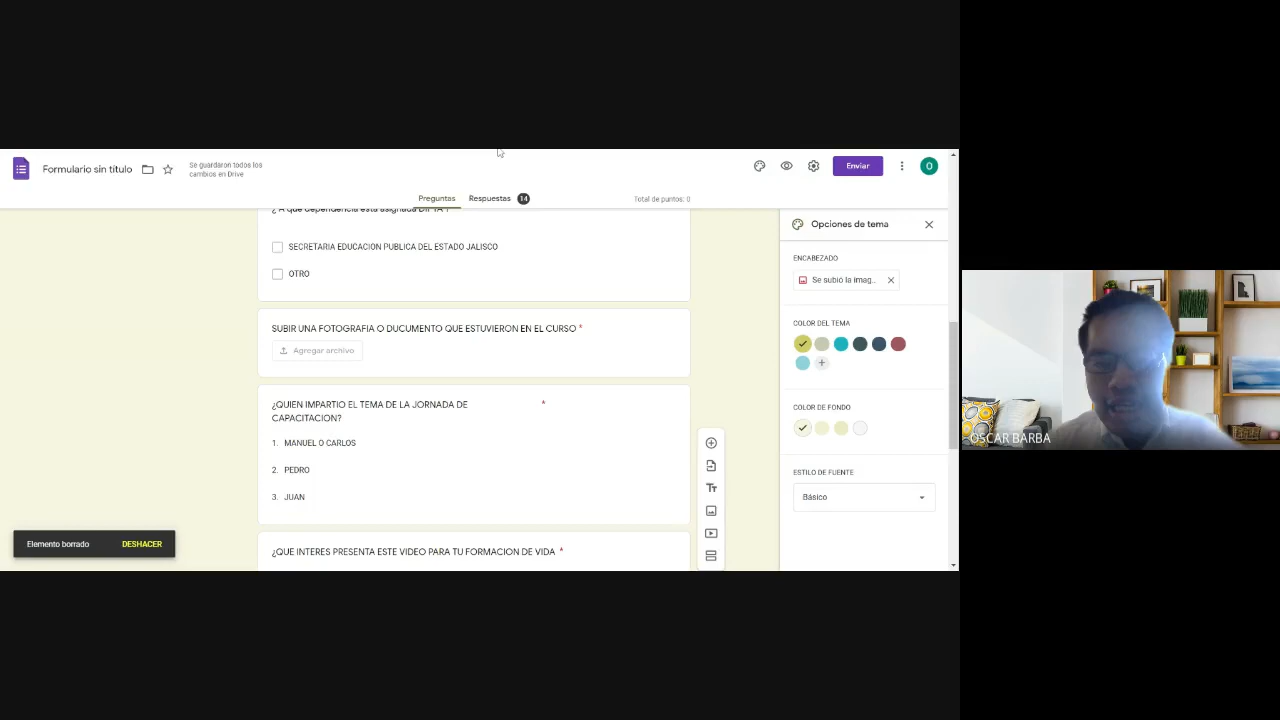 Formulario sin título
Se guardaron todos los
cambios en Drive
Enviar
O
Preguntas
Respuestas 14
Total de puntos: 0
SECRETARIA EDUCACION PUBLICA DEL ESTADO JALISCO
OTRO
SUBIR UNA FOTOGRAFIA O DUCUMENTO QUE ESTUVIERON EN EL CURSO *
Agregar archivo
¿QUIEN IMPARTIO EL TEMA DE LA JORNADA DE *
CAPACITACION?
1. MANUEL O CARLOS
2. PEDRO
3. JUAN
¿QUE INTERES PRESENTA ESTE VIDEO PARA TU FORMACION DE VIDA *
Elemento borrado DESHACER
Opciones de tema
ENCABEZADO
Se subió la imag...
COLOR DEL TEMA
COLOR DE FONDO
ESTILO DE FUENTE
Básico
OSCAR BARBA